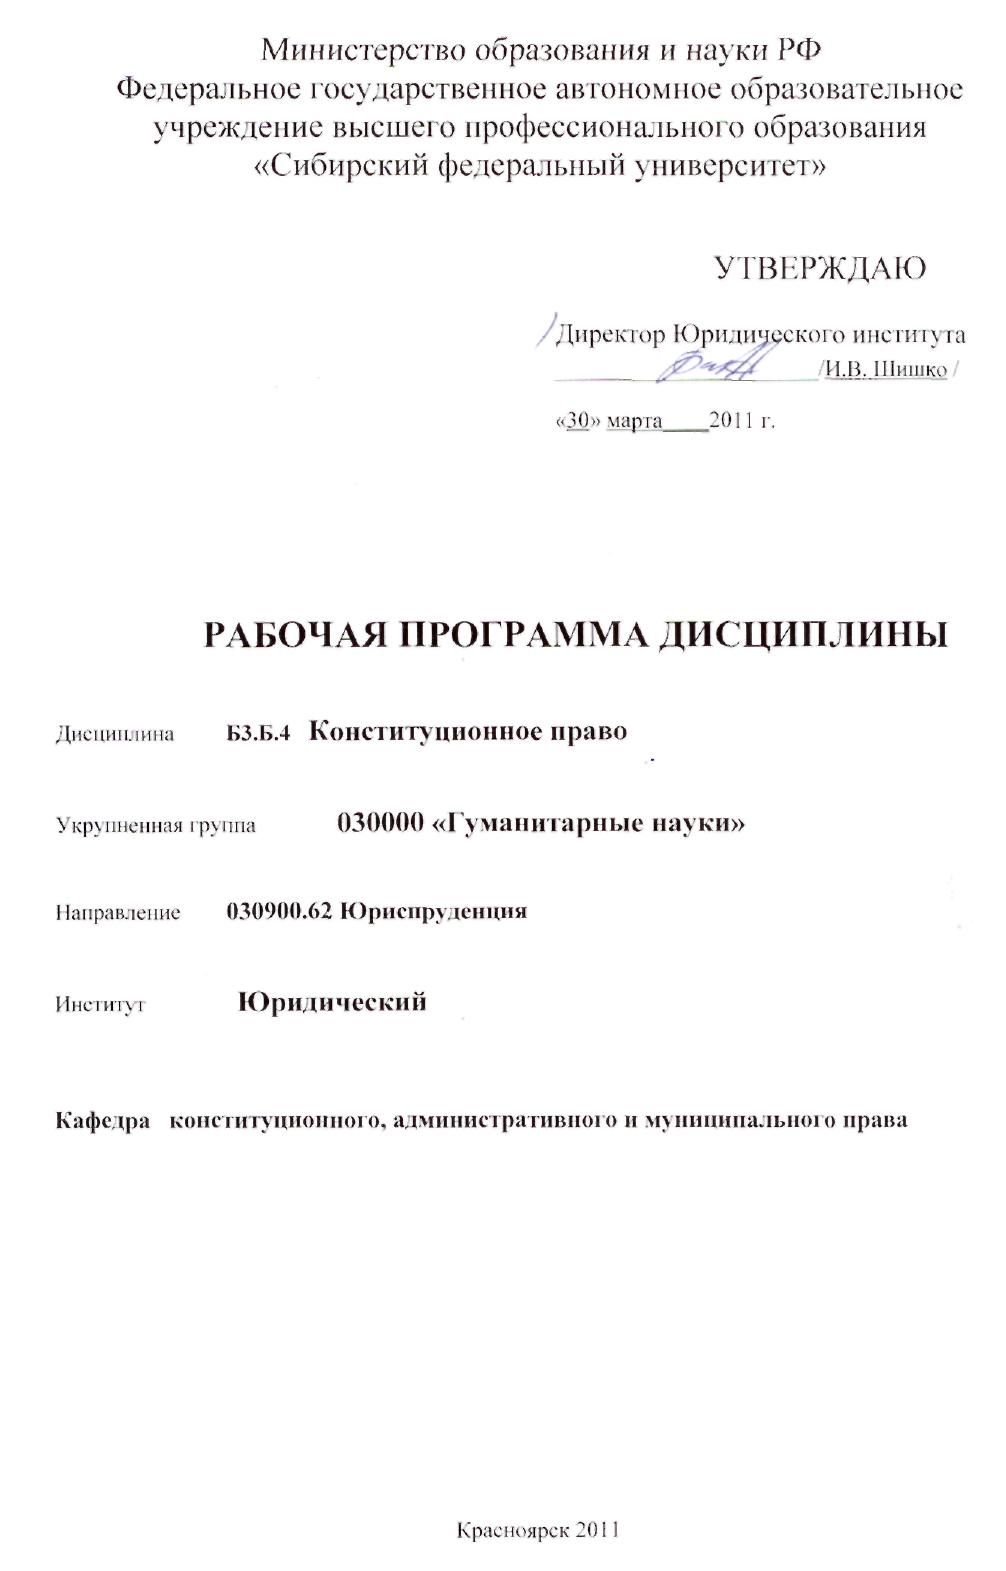 Министерство образования и науки РФ
Федеральное государственное автономное образовательное
учреждение высшего профессионального образования
«Сибирский федеральный университет»
УТВЕРЖДАЮ
Директор Юридического института
/И.В. Шишко /
«30» марта____2011 г.
РАБОЧАЯ ПРОГРАММА ДИСЦИПЛИНЫ
Дисциплина Б3.Б.4 Конституционное право
Укрупненная группа 030000 «Гуманитарные науки»
Направление 030900.62 Юриспруденция
Институт Юридический
Кафедра конституционного, административного и муниципального права
Красноярск 2011